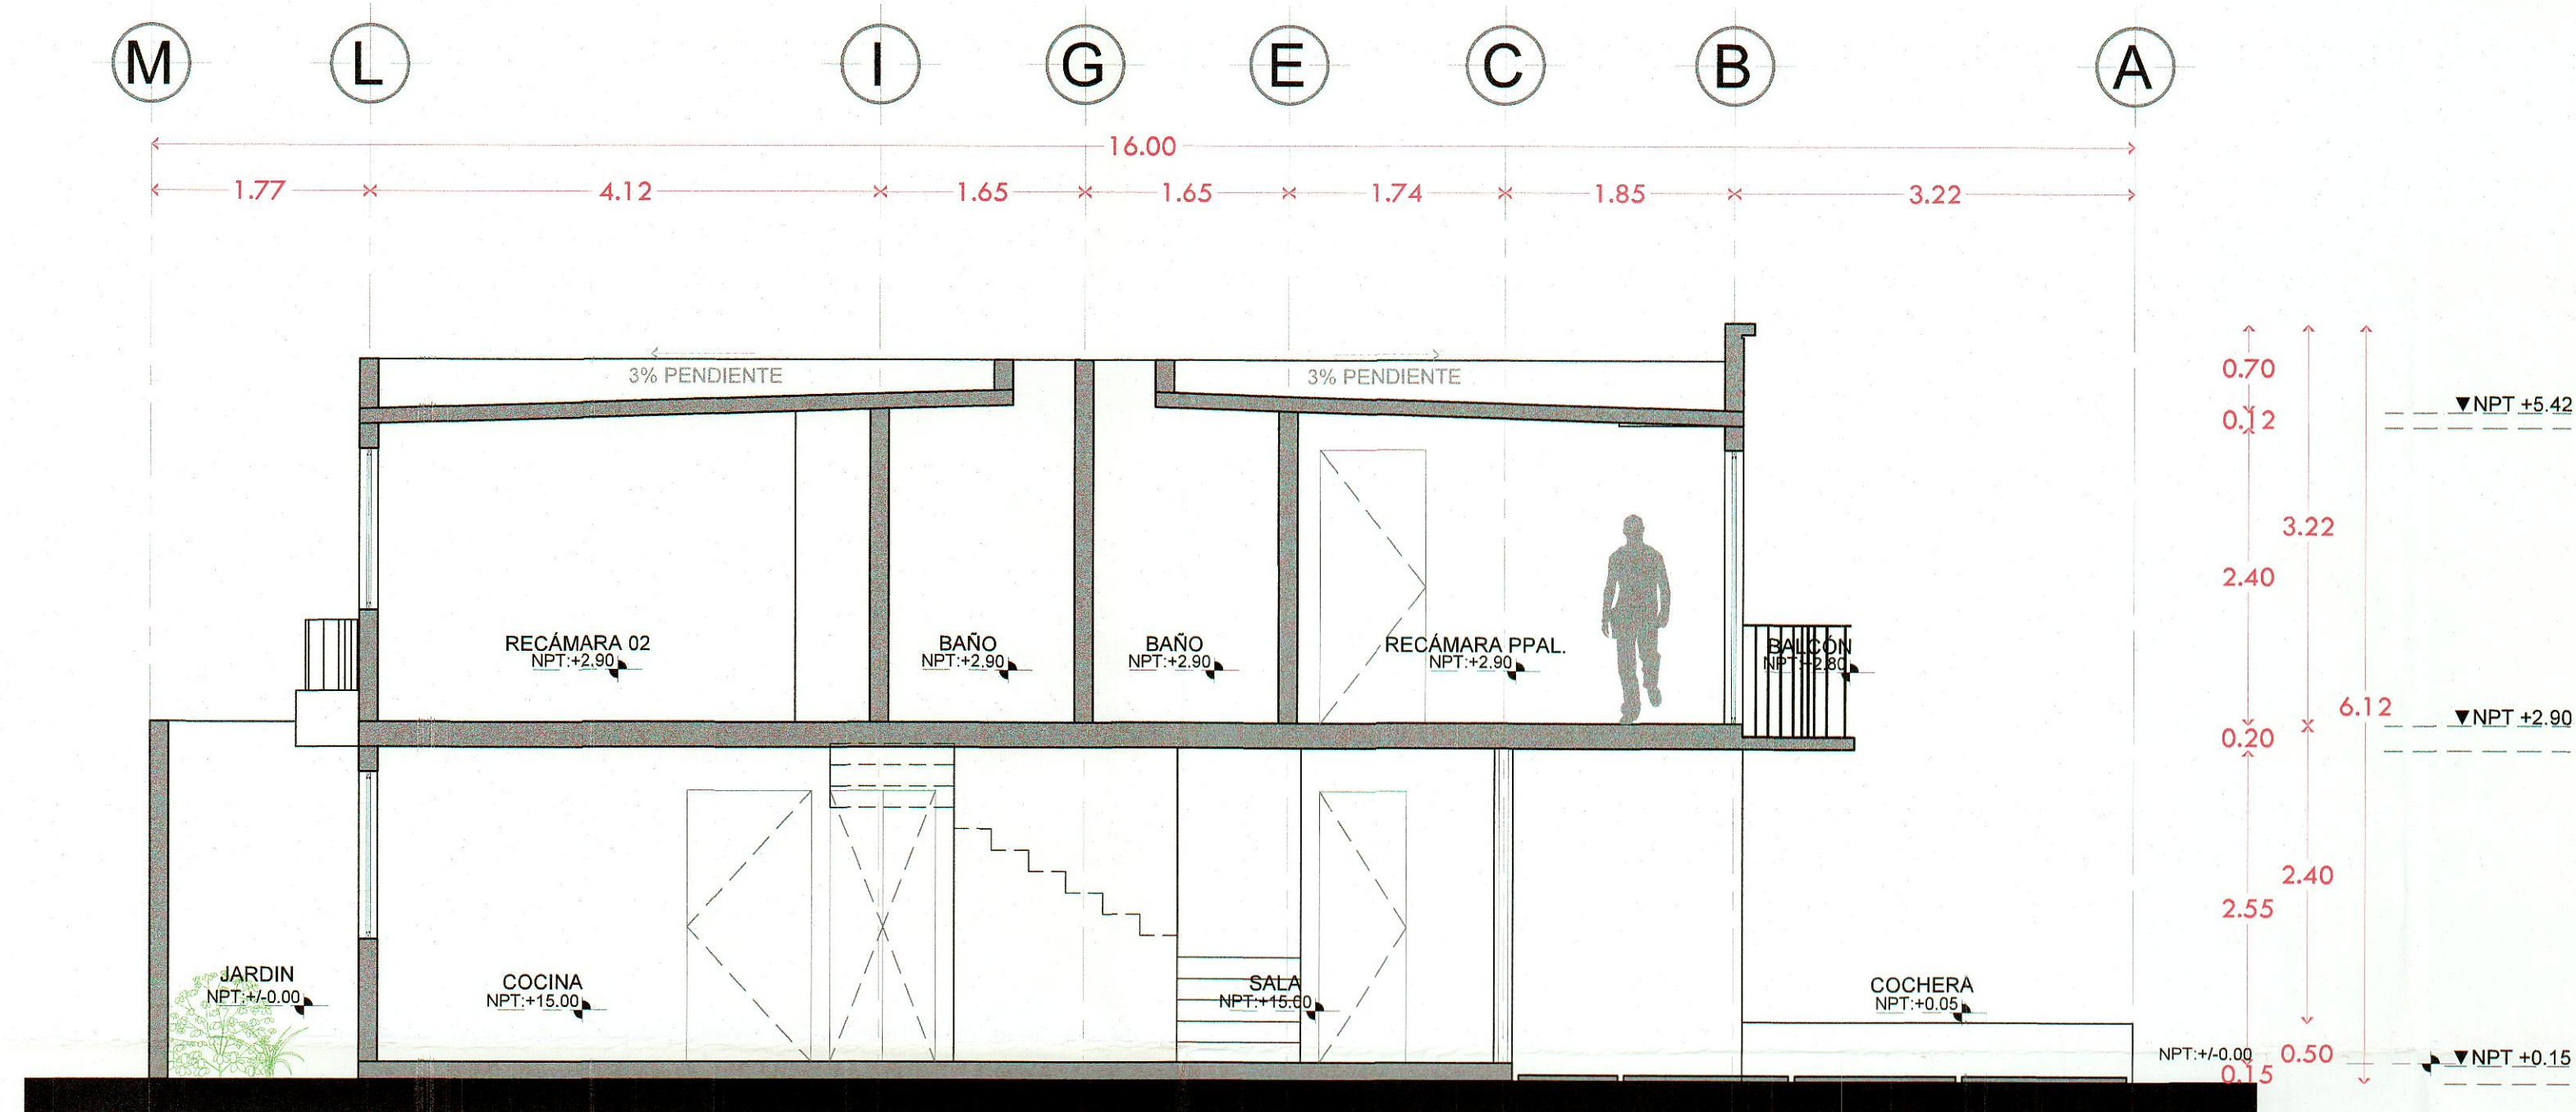 M L I G E C B A
16.00
1.77 4.12 1.65 1.65 1.74 1.85 3.22
3% PENDIENTE 3% PENDIENTE
0.70
▼NPT +5.42
0.12
3.22
2.40
RECÁMARA 02
NPT:+2.90
BAÑO
NPT:+2.90
BAÑO
NPT:+2.90
RECÁMARA PPAL.
NPT:+2.90
BALCÓN
NPT:+2.80
6.12
▼NPT +2.90
0.20
2.40
2.55
JARDIN
NPT:+/-0.00
COCINA
NPT:+15.00
SALA
NPT:+15.00
COCHERA
NPT:+0.05
NPT:+/-0.00
0.50
▼NPT +0.15
0.15